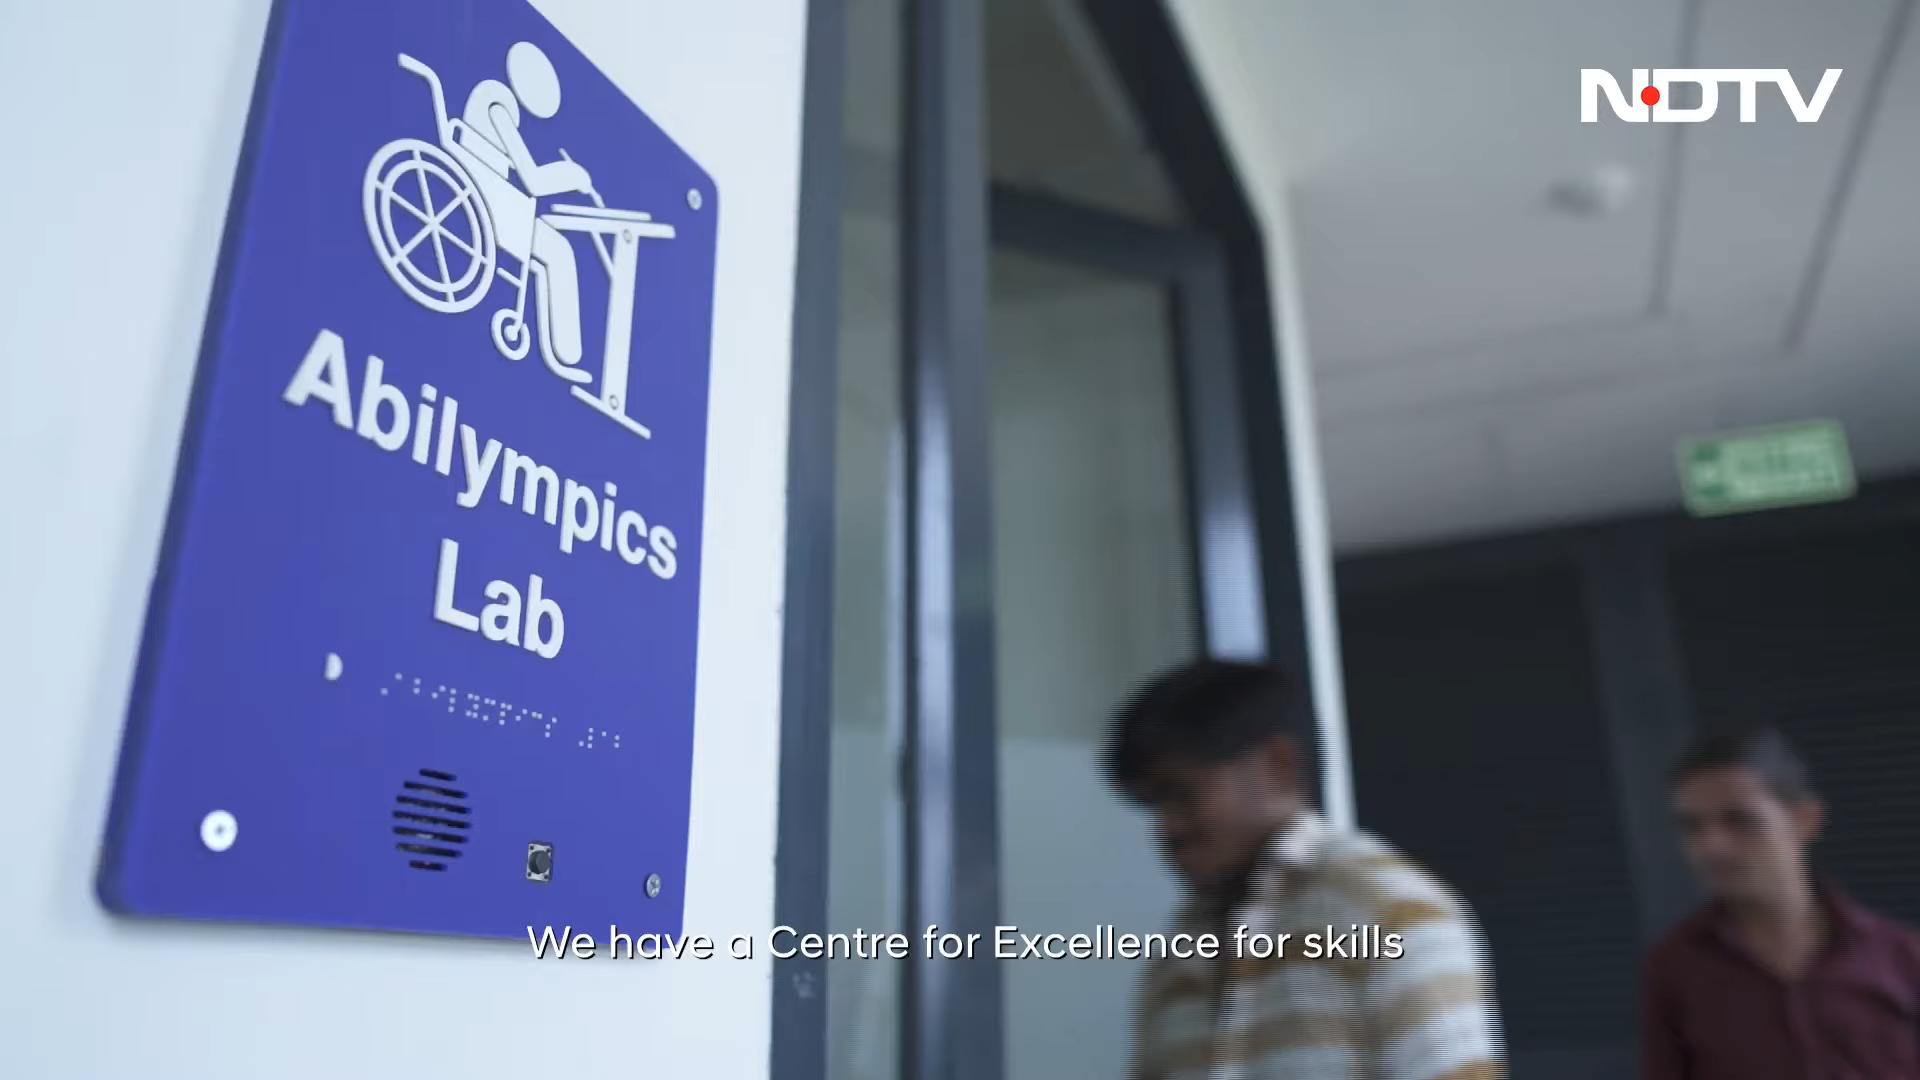 NDTV
Abilympics
Lab
We have a Centre for Excellence for skills